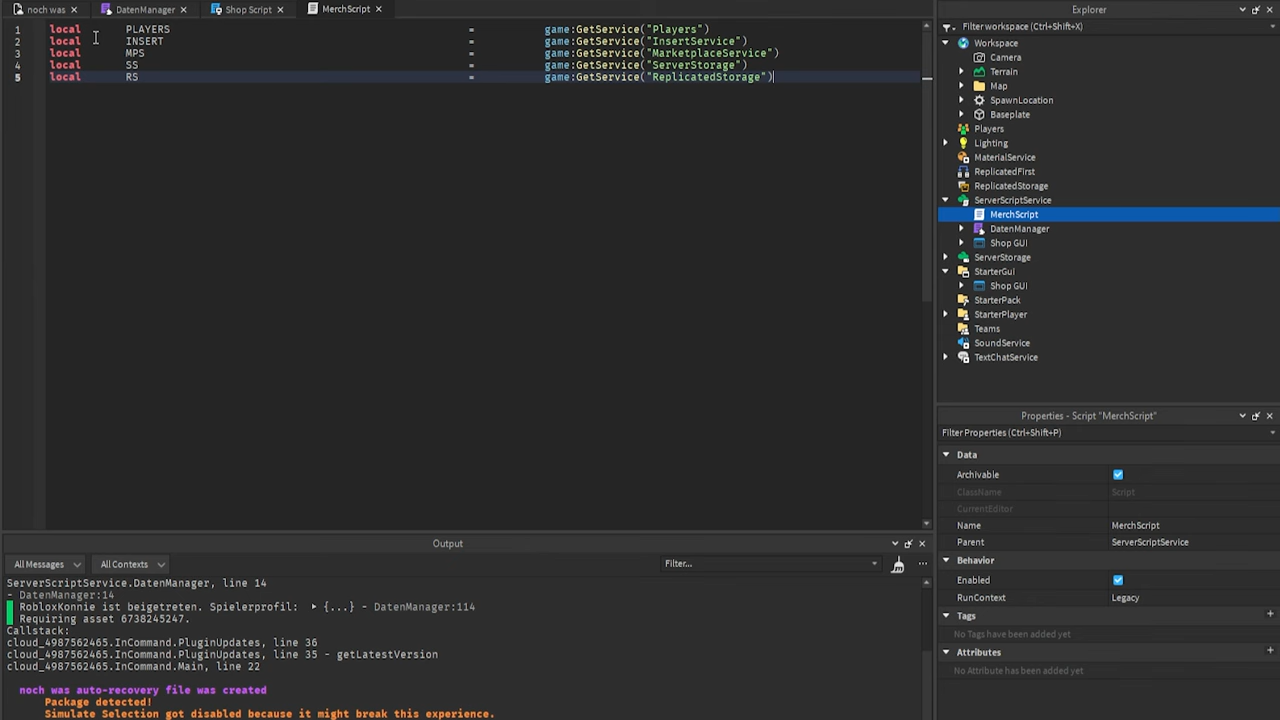 noch was
DatenManager
Shop Script
MerchScript
1 local PLAYERS = game:GetService("Players")
2 local INSERT = game:GetService("InsertService")
3 local MPS = game:GetService("MarketplaceService")
4 local SS = game:GetService("ServerStorage")
5 local RS = game:GetService("ReplicatedStorage")
Explorer
Filter workspace (Ctrl+Shift+X)
Workspace
Camera
Terrain
Map
SpawnLocation
Baseplate
Players
Lighting
MaterialService
ReplicatedFirst
ReplicatedStorage
ServerScriptService
MerchScript
DatenManager
Shop GUI
ServerStorage
StarterGui
Shop GUI
StarterPack
StarterPlayer
Teams
SoundService
TextChatService
Properties - Script "MerchScript"
Filter Properties (Ctrl+Shift+P)
Data
Archivable
ClassName Script
CurrentEditor
Name MerchScript
Parent ServerScriptService
Behavior
Enabled
RunContext Legacy
Tags
No Tags have been added yet
Attributes
No Attribute has been added yet
Output
All Messages
All Contexts
Filter...
ServerScriptService.DatenManager, line 14
- DatenManager:14
RobloxKonnie ist beigetreten. Spielerprofil: ▸ {...} - DatenManager:114
Requiring asset 6738245247.
Callstack:
cloud_4987562465.InCommand.PluginUpdates, line 36
cloud_4987562465.InCommand.PluginUpdates, line 35 - getLatestVersion
cloud_4987562465.InCommand.Main, line 22
noch was auto-recovery file was created
Package detected!
Simulate Selection got disabled because it might break this experience.